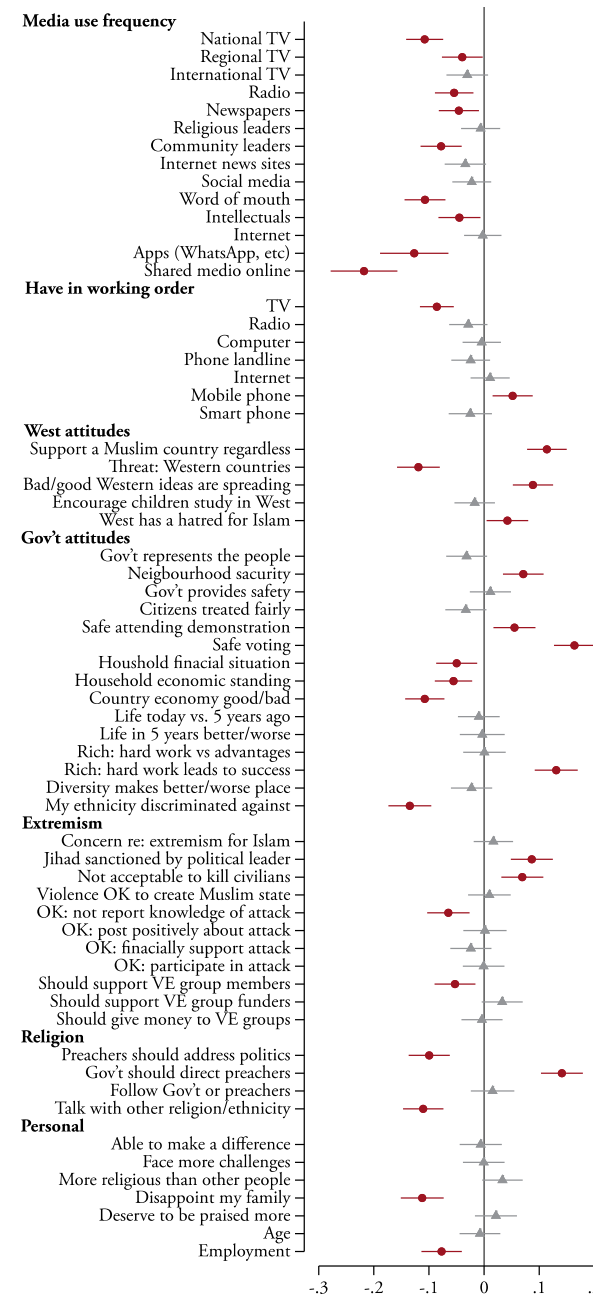 Media use frequency
National TV
Regional TV
International TV
Radio
Newspapers
Religious leaders
Community leaders
Internet news sites
Social media
Word of mouth
Intellectuals
Internet
Apps (WhatsApp, etc)
Shared medio online
Have in working order
TV
Radio
Computer
Phone landline
Internet
Mobile phone
Smart phone
West attitudes
Support a Muslim country regardless
Threat: Western countries
Bad/good Western ideas are spreading
Encourage children study in West
West has a hatred for Islam
Gov't attitudes
Gov't represents the people
Neigbourhood sacurity
Gov't provides safety
Citizens treated fairly
Safe attending demonstration
Safe voting
Houshold finacial situation
Household economic standing
Country economy good/bad
Life today vs. 5 years ago
Life in 5 years better/worse
Rich: hard work vs advantages
Rich: hard work leads to success
Diversity makes better/worse place
My ethnicity discriminated against
Extremism
Concern re: extremism for Islam
Jihad sanctioned by political leader
Not acceptable to kill civilians
Violence OK to create Muslim state
OK: not report knowledge of attack
OK: post positively about attack
OK: finacially support attack
OK: participate in attack
Should support VE group members
Should support VE group funders
Should give money to VE groups
Religion
Preachers should address politics
Gov't should direct preachers
Follow Gov't or preachers
Talk with other religion/ethnicity
Personal
Able to make a difference
Face more challenges
More religious than other people
Disappoint my family
Deserve to be praised more
Age
Employment
-.3 -.2 -.1 0 .1